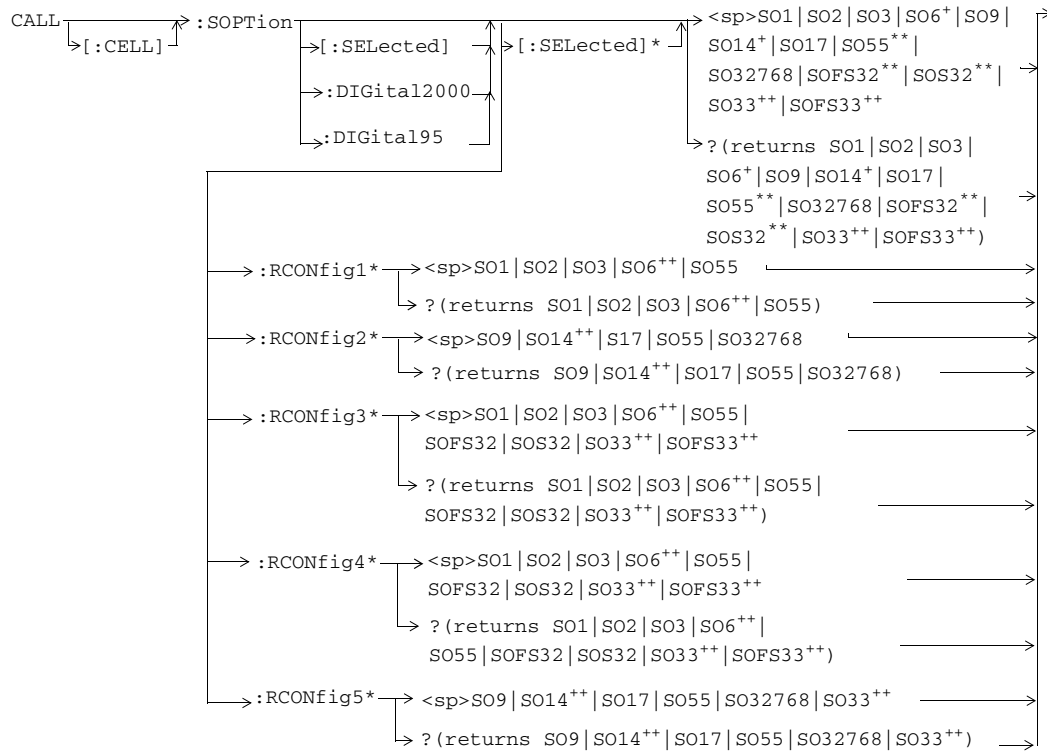 CALL :SOPTion <sp>SO1|SO2|SO3|SO6⁺|SO9|
[:CELL] [:SELected] [:SELected]* SO14⁺|SO17|SO55**|
SO32768|SOFS32**|SOS32**|
:DIGital2000
SO33⁺⁺|SOFS33⁺⁺
:DIGital95
?(returns SO1|SO2|SO3|
SO6⁺|SO9|SO14⁺|SO17|
SO55**|SO32768|SOFS32**|
SOS32**|SO33⁺⁺|SOFS33⁺⁺)
:RCONfig1* <sp>SO1|SO2|SO3|SO6⁺⁺|SO55
?(returns SO1|SO2|SO3|SO6⁺⁺|SO55)
:RCONfig2* <sp>SO9|SO14⁺⁺|S17|SO55|SO32768
?(returns SO9|SO14⁺⁺|SO17|SO55|SO32768)
:RCONfig3* <sp>SO1|SO2|SO3|SO6⁺⁺|SO55|
SOFS32|SOS32|SO33⁺⁺|SOFS33⁺⁺
?(returns SO1|SO2|SO3|SO6⁺⁺|SO55|
SOFS32|SOS32|SO33⁺⁺|SOFS33⁺⁺)
:RCONfig4* <sp>SO1|SO2|SO3|SO6⁺⁺|SO55|
SOFS32|SOS32|SO33⁺⁺|SOFS33⁺⁺
?(returns SO1|SO2|SO3|SO6⁺⁺|
SO55|SOFS32|SOS32|SO33⁺⁺|SOFS33⁺⁺)
:RCONfig5* <sp>SO9|SO14⁺⁺|SO17|SO55|SO32768|SO33⁺⁺
?(returns SO9|SO14⁺⁺|SO17|SO55|SO32768|SO33⁺⁺)